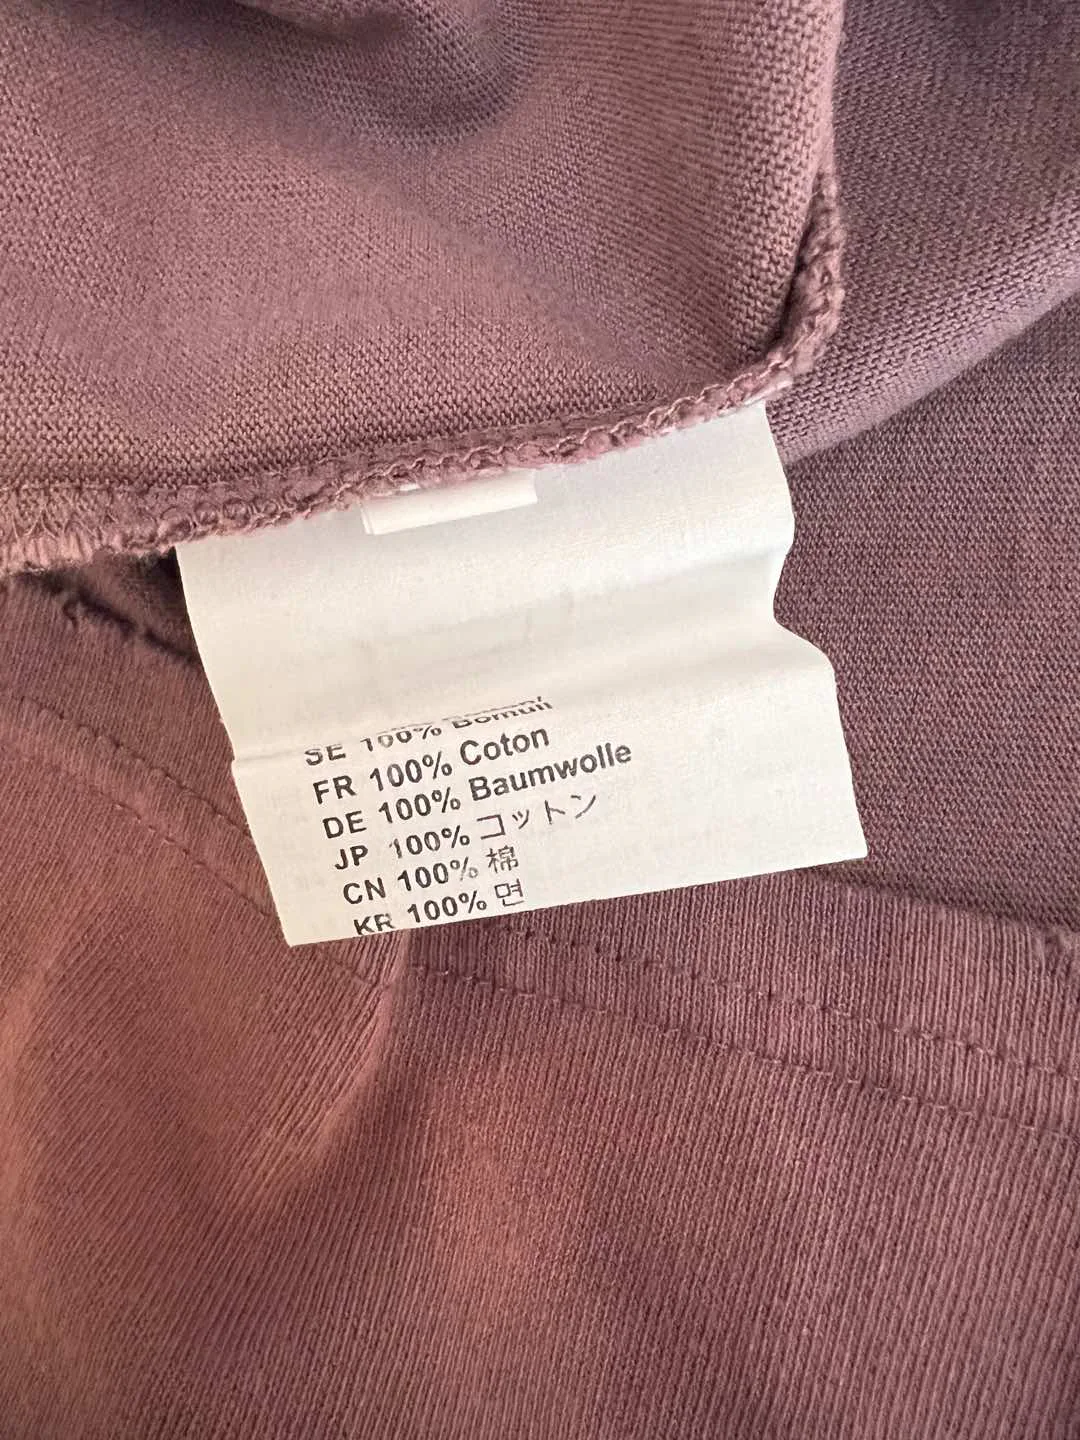 SE 100% Bomull
FR 100% Coton
DE 100% Baumwolle
JP 100% コットン
CN 100% 棉
KR 100% 면